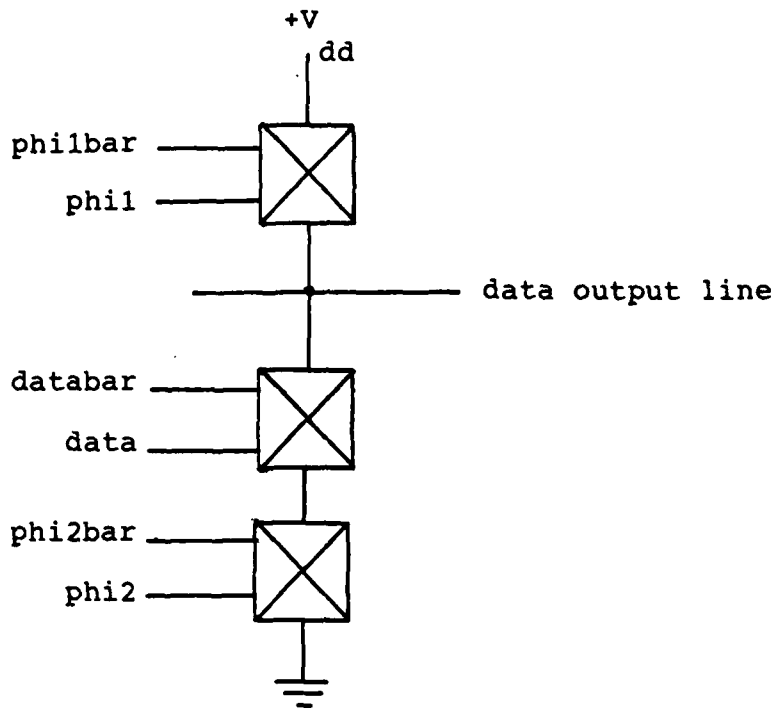 +V
dd
phi1bar
phi1
data output line
databar
data
phi2bar
phi2